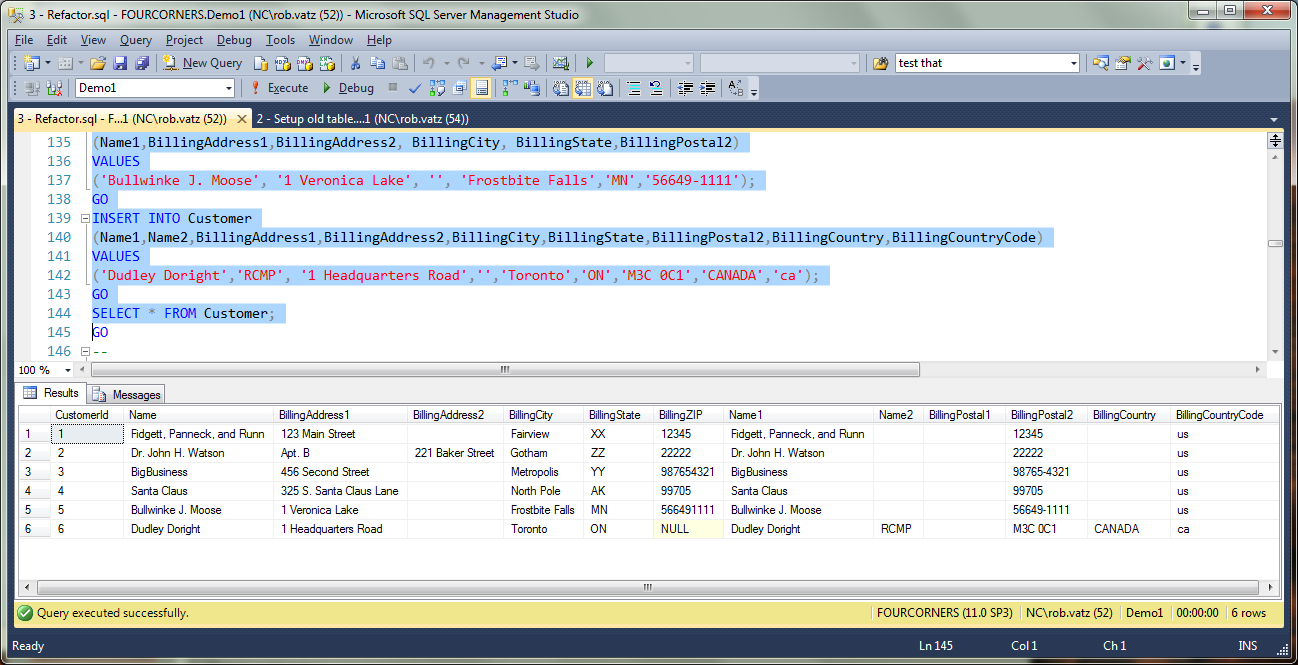 3 - Refactor.sql - FOURCORNERS.Demo1 (NC\rob.vatz (52)) - Microsoft SQL Server Management Studio
File Edit View Query Project Debug Tools Window Help
New Query test that
Demo1 Execute Debug
3 - Refactor.sql - F...1 (NC\rob.vatz (52)) 2 - Setup old table....1 (NC\rob.vatz (54))
135 (Name1,BillingAddress1,BillingAddress2, BillingCity, BillingState,BillingPostal2)
136 VALUES
137 ('Bullwinke J. Moose', '1 Veronica Lake', '', 'Frostbite Falls','MN','56649-1111');
138 GO
139 INSERT INTO Customer
140 (Name1,Name2,BillingAddress1,BillingAddress2,BillingCity,BillingState,BillingPostal2,BillingCountry,BillingCountryCode)
141 VALUES
142 ('Dudley Doright','RCMP', '1 Headquarters Road','','Toronto','ON','M3C 0C1','CANADA','ca');
143 GO
144 SELECT * FROM Customer;
145 GO
146 --
100 %
Results Messages
CustomerId Name BillingAddress1 BillingAddress2 BillingCity BillingState BillingZIP Name1 Name2 BillingPostal1 BillingPostal2 BillingCountry BillingCountryCode
1 1 Fidgett, Panneck, and Runn 123 Main Street Fairview XX 12345 Fidgett, Panneck, and Runn 12345 us
2 2 Dr. John H. Watson Apt. B 221 Baker Street Gotham ZZ 22222 Dr. John H. Watson 22222 us
3 3 BigBusiness 456 Second Street Metropolis YY 987654321 BigBusiness 98765-4321 us
4 4 Santa Claus 325 S. Santa Claus Lane North Pole AK 99705 Santa Claus 99705 us
5 5 Bullwinke J. Moose 1 Veronica Lake Frostbite Falls MN 566491111 Bullwinke J. Moose 56649-1111 us
6 6 Dudley Doright 1 Headquarters Road Toronto ON NULL Dudley Doright RCMP M3C 0C1 CANADA ca
Query executed successfully. FOURCORNERS (11.0 SP3) NC\rob.vatz (52) Demo1 00:00:00 6 rows
Ready Ln 145 Col 1 Ch 1 INS